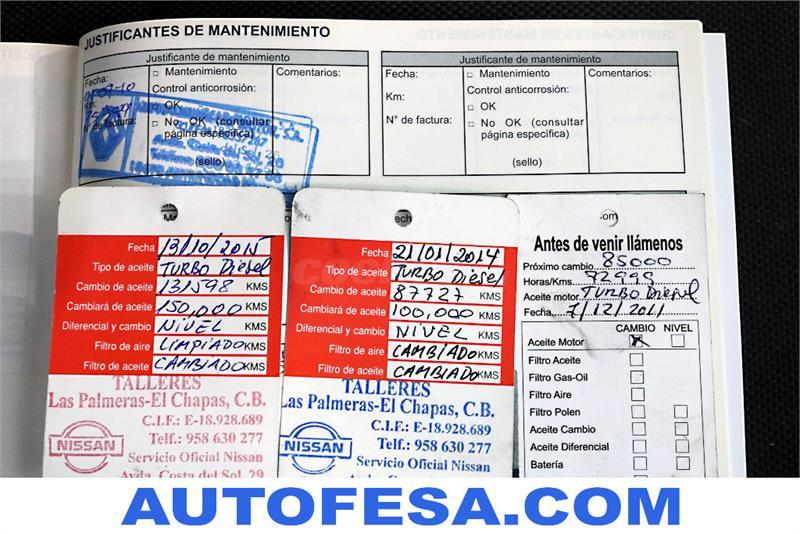 JUSTIFICANTES DE MANTENIMIENTO
Justificante de mantenimiento
Fecha:
Km:
N° de factura:
□ Mantenimiento
Control anticorrosión:
□ OK
□ No OK (consultar
página específica)
(sello)
Comentarios:
Justificante de mantenimiento
Fecha:
Km:
N° de factura:
□ Mantenimiento
Control anticorrosión:
□ OK
□ No OK (consultar
página específica)
(sello)
Comentarios:
Fecha 13/10/2015
Tipo de aceite TURBO Diesel
Cambio de aceite 131598 KMS
Cambiará de aceite 150,000 KMS
Diferencial y cambio NIVEL
Filtro de aire LIMPIADO KMS
Filtro de aceite CAMBIADO KMS
TALLERES
Las Palmeras-El Chapas, C.B.
C.I.F.: E-18.928.689
Telf.: 958 630 277
NISSAN
Servicio Oficial Nissan
Avda. Costa del Sol, 29
ech
Fecha 21/01/2014
Tipo de aceite TURBO Diesel
Cambio de aceite 87727 KMS
Cambiará de aceite 100,000 KMS
Diferencial y cambio NIVEL
Filtro de aire CAMBIADO KMS
Filtro de aceite CAMBIADO KMS
TALLERES
Las Palmeras-El Chapas, C.B.
C.I.F.: E-18.928.689
Telf.: 958 630 277
NISSAN
Servicio Oficial Nissan
om
Antes de venir llámenos
Próximo cambio 85000
Horas/Kms. 72999
Aceite motor TURBO Diesel
Fecha 7/12/2011
CAMBIO NIVEL
Aceite Motor
Filtro Aceite
Filtro Gas-Oil
Filtro Aire
Filtro Polen
Aceite Cambio
Aceite Diferencial
Batería
AUTOFESA.COM